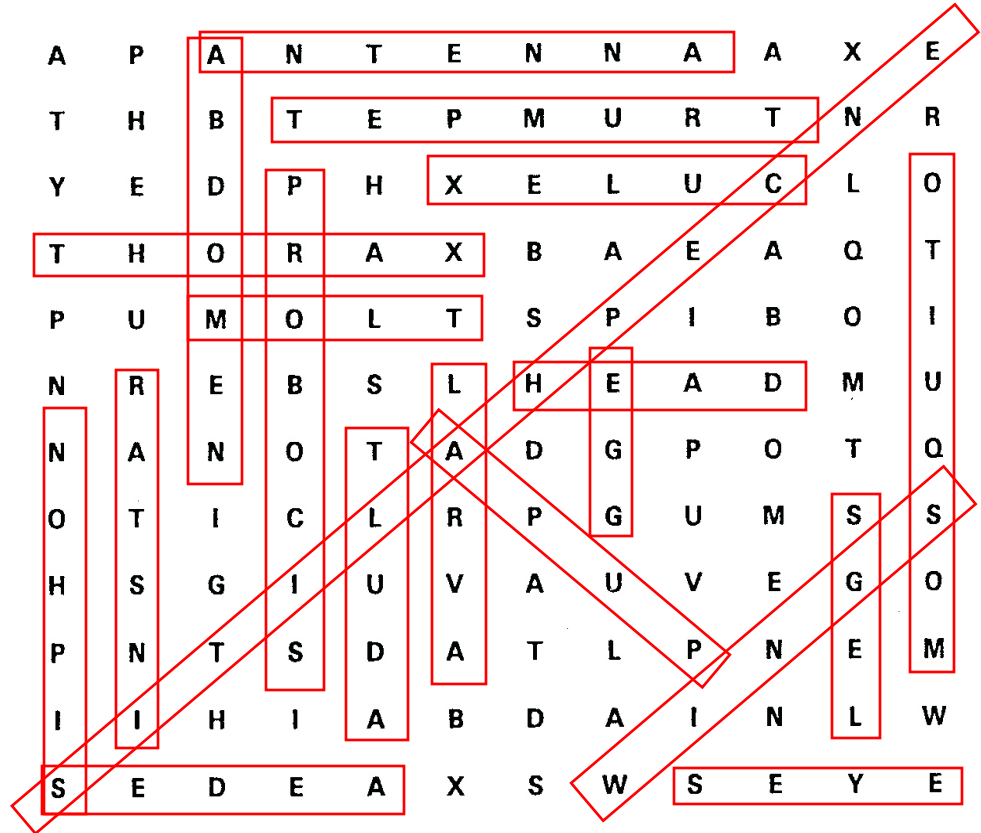 A P A N T E N N A A X E
T H B T E P M U R T N R
Y E D P H X E L U C L O
T H O R A X B A E A Q T
P U M O L T S P I B O I
N R E B S L H E A D M U
N A N O T A D G P O T Q
O T I C L R P G U M S S
H S G I U V A U V E G O
P N T S D A T L P N E M
I I H I A B D A I N L W
S E D E A X S W S E Y E